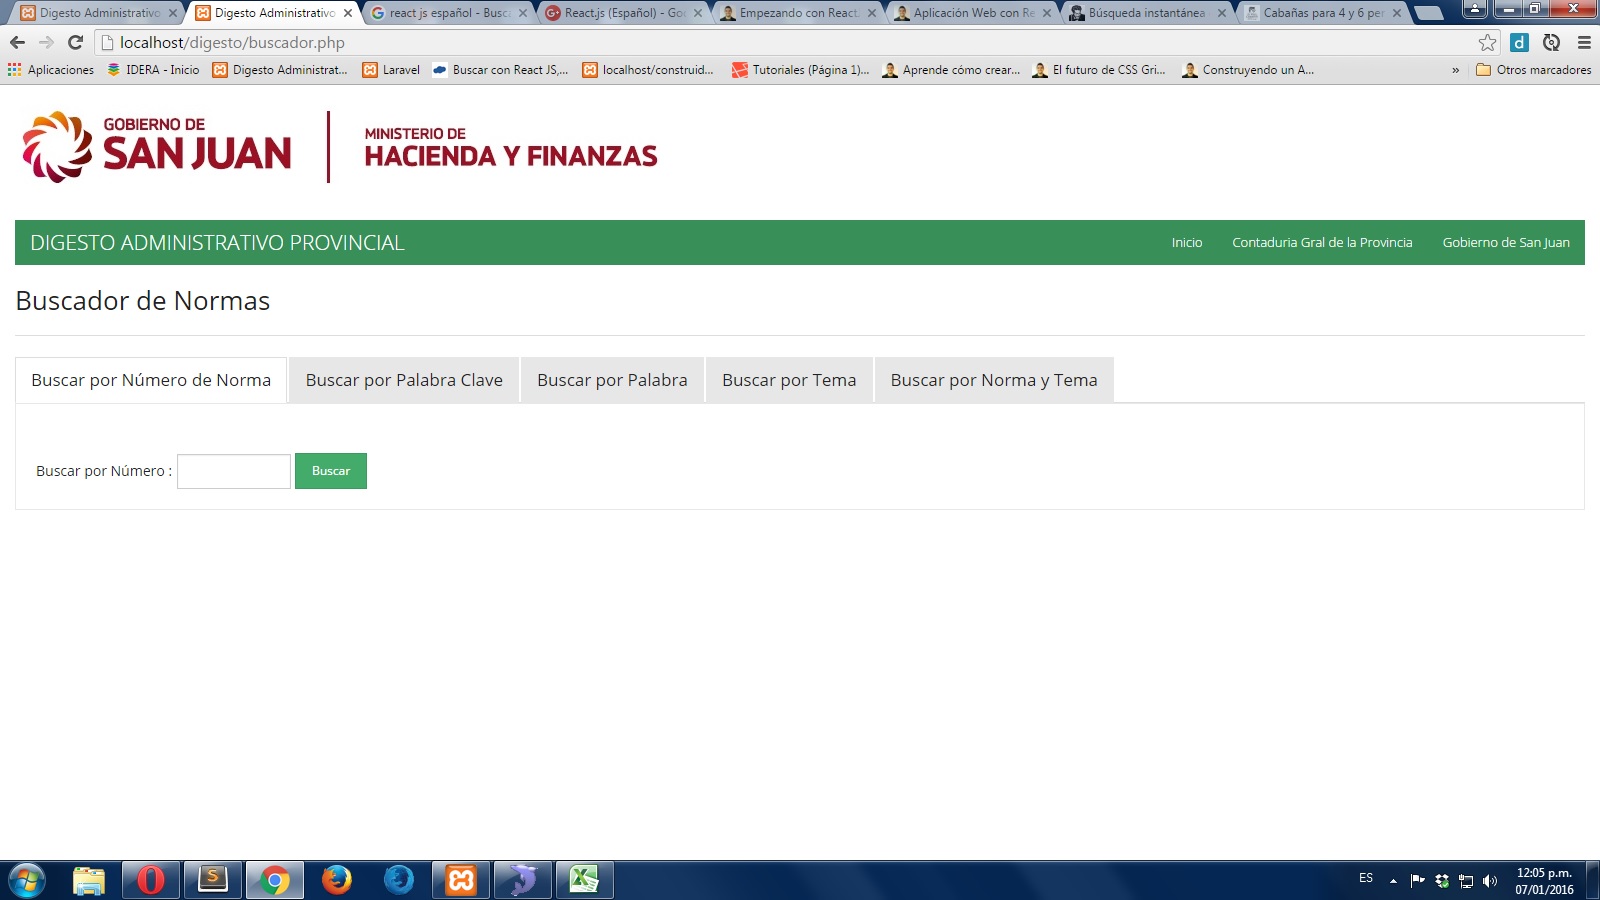 Digesto Administrativo
Digesto Administrativo
react js español - Busc
React.js (Español) - Go
Empezando con React
Aplicación Web con Re
Búsqueda instantánea
Cabañas para 4 y 6 per
localhost/digesto/buscador.php
Aplicaciones
IDERA - Inicio
Digesto Administrat...
Laravel
Buscar con React JS,...
localhost/construid...
Tutoriales (Página 1)...
Aprende cómo crear...
El futuro de CSS Gri...
Construyendo un A...
»
Otros marcadores
GOBIERNO DE
SAN JUAN
MINISTERIO DE
HACIENDA Y FINANZAS
DIGESTO ADMINISTRATIVO PROVINCIAL
Inicio
Contaduria Gral de la Provincia
Gobierno de San Juan
Buscador de Normas
Buscar por Número de Norma
Buscar por Palabra Clave
Buscar por Palabra
Buscar por Tema
Buscar por Norma y Tema
Buscar por Número :
Buscar
ES
12:05 p.m.
07/01/2016